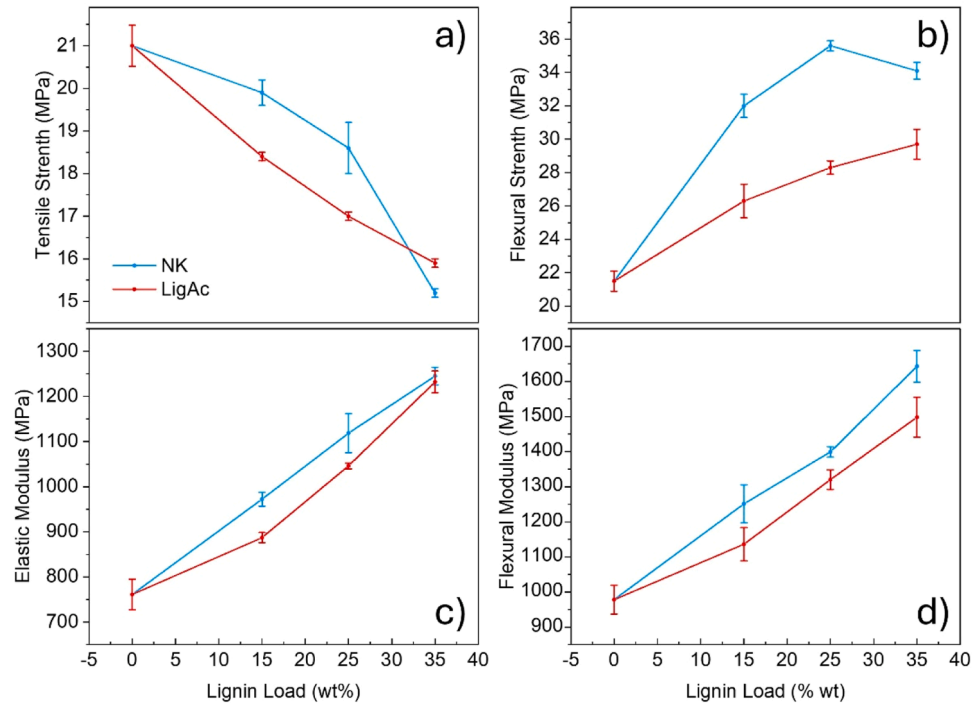 a)
Tensile Strenth (MPa)
21
20
19
18
17
16
15
NK
LigAc
b)
Flexural Strenth (MPa)
36
34
32
30
28
26
24
22
20
c)
Elastic Modulus (MPa)
1300
1200
1100
1000
900
800
700
-5 0 5 10 15 20 25 30 35 40
Lignin Load (wt%)
d)
Flexural Modulus (MPa)
1700
1600
1500
1400
1300
1200
1100
1000
900
-5 0 5 10 15 20 25 30 35 40
Lignin Load (% wt)